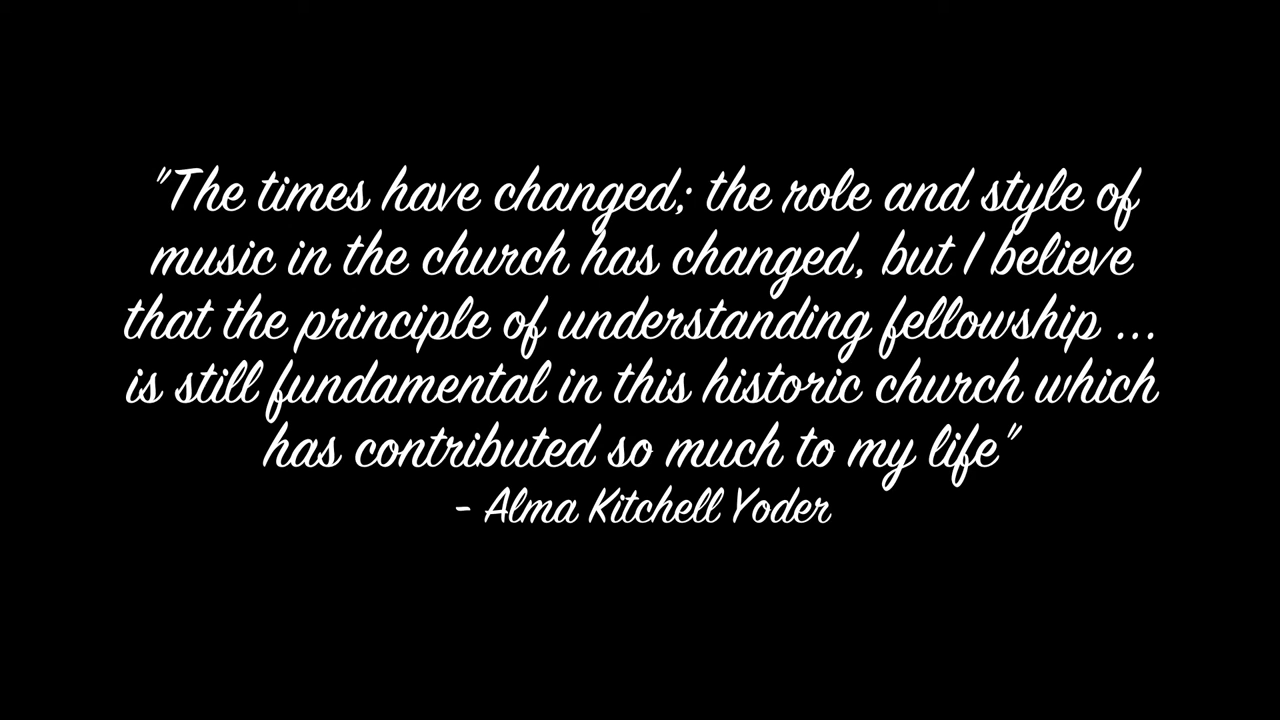 "The times have changed; the role and style of
music in the church has changed, but I believe
that the principle of understanding fellowship ...
is still fundamental in this historic church which
has contributed so much to my life"
- Alma Kitchell Yoder